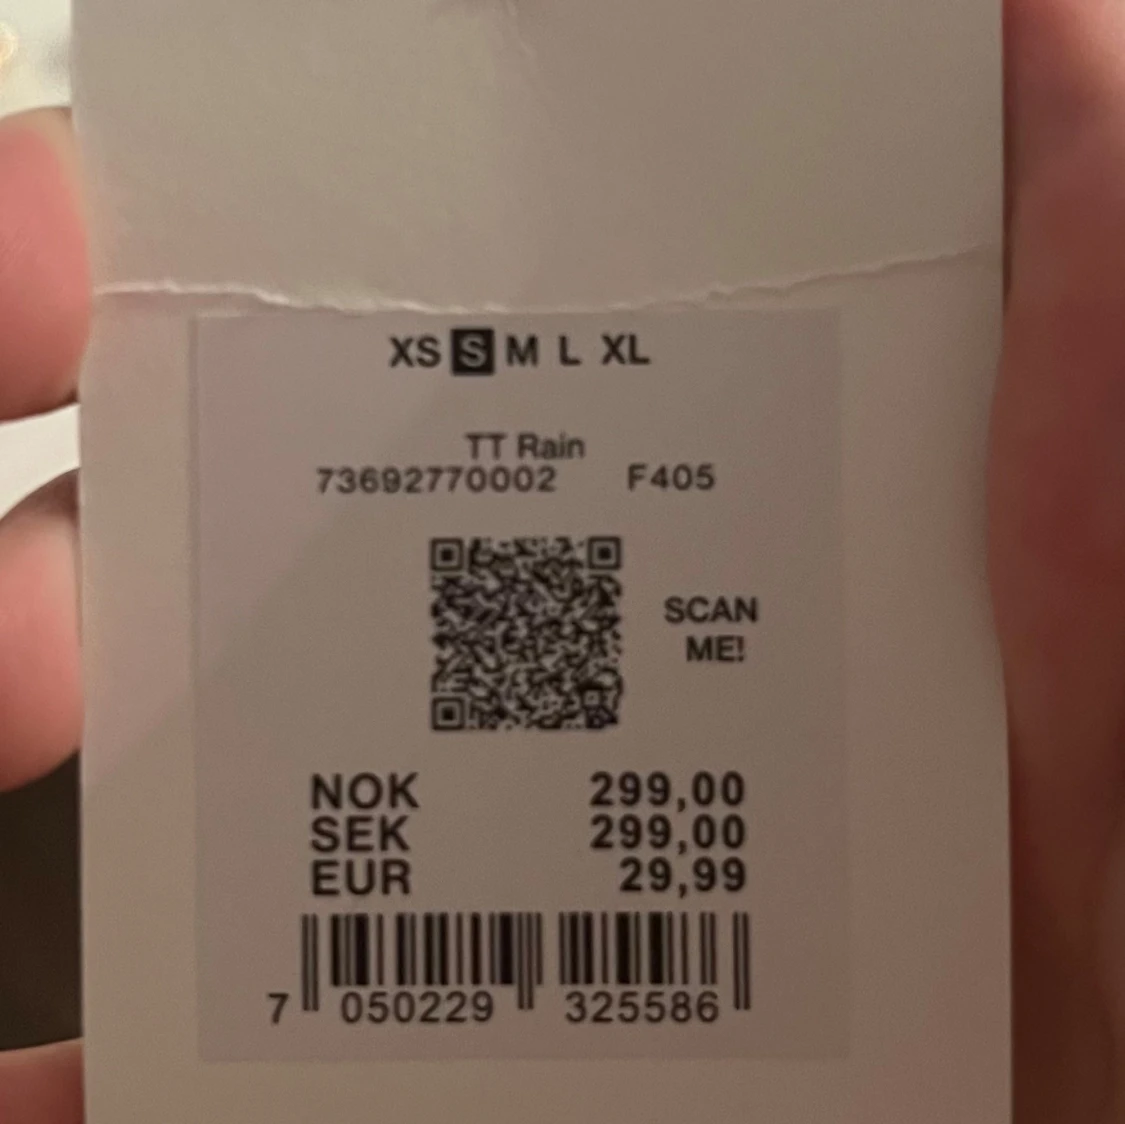 XS S M L XL
TT Rain
73692770002 F405
SCAN
ME!
NOK 299,00
SEK 299,00
EUR 29,99
7 050229 325586